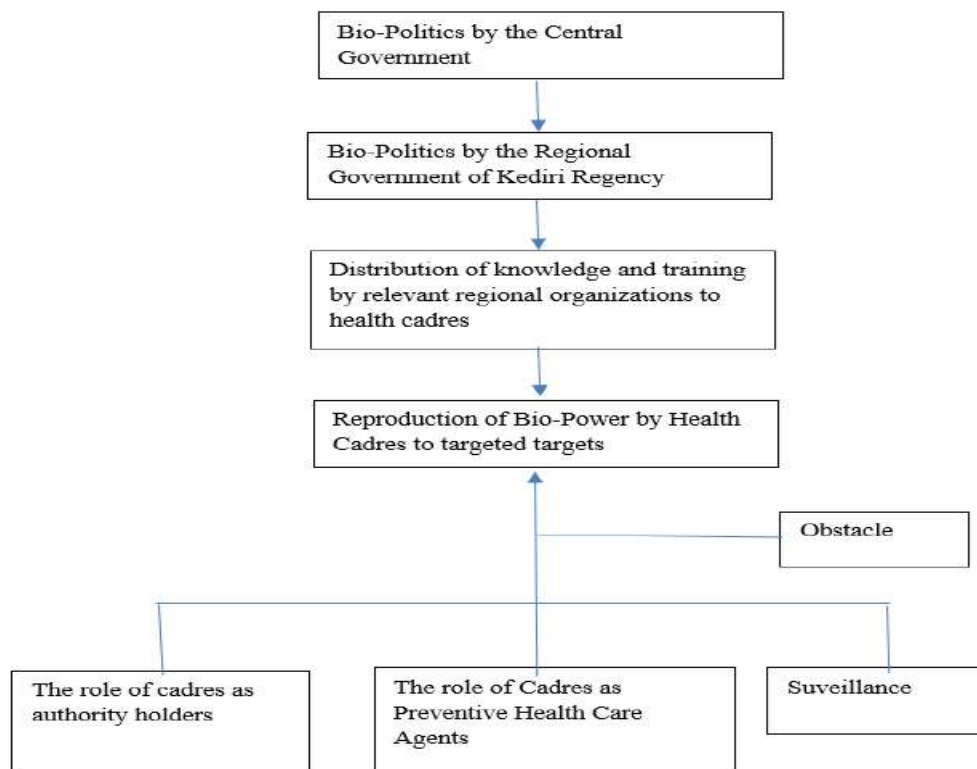 Bio-Politics by the Central
Government
Bio-Politics by the Regional
Government of Kediri Regency
Distribution of knowledge and training
by relevant regional organizations to
health cadres
Reproduction of Bio-Power by Health
Cadres to targeted targets
Obstacle
The role of cadres as
authority holders
The role of Cadres as
Preventive Health Care
Agents
Suveillance